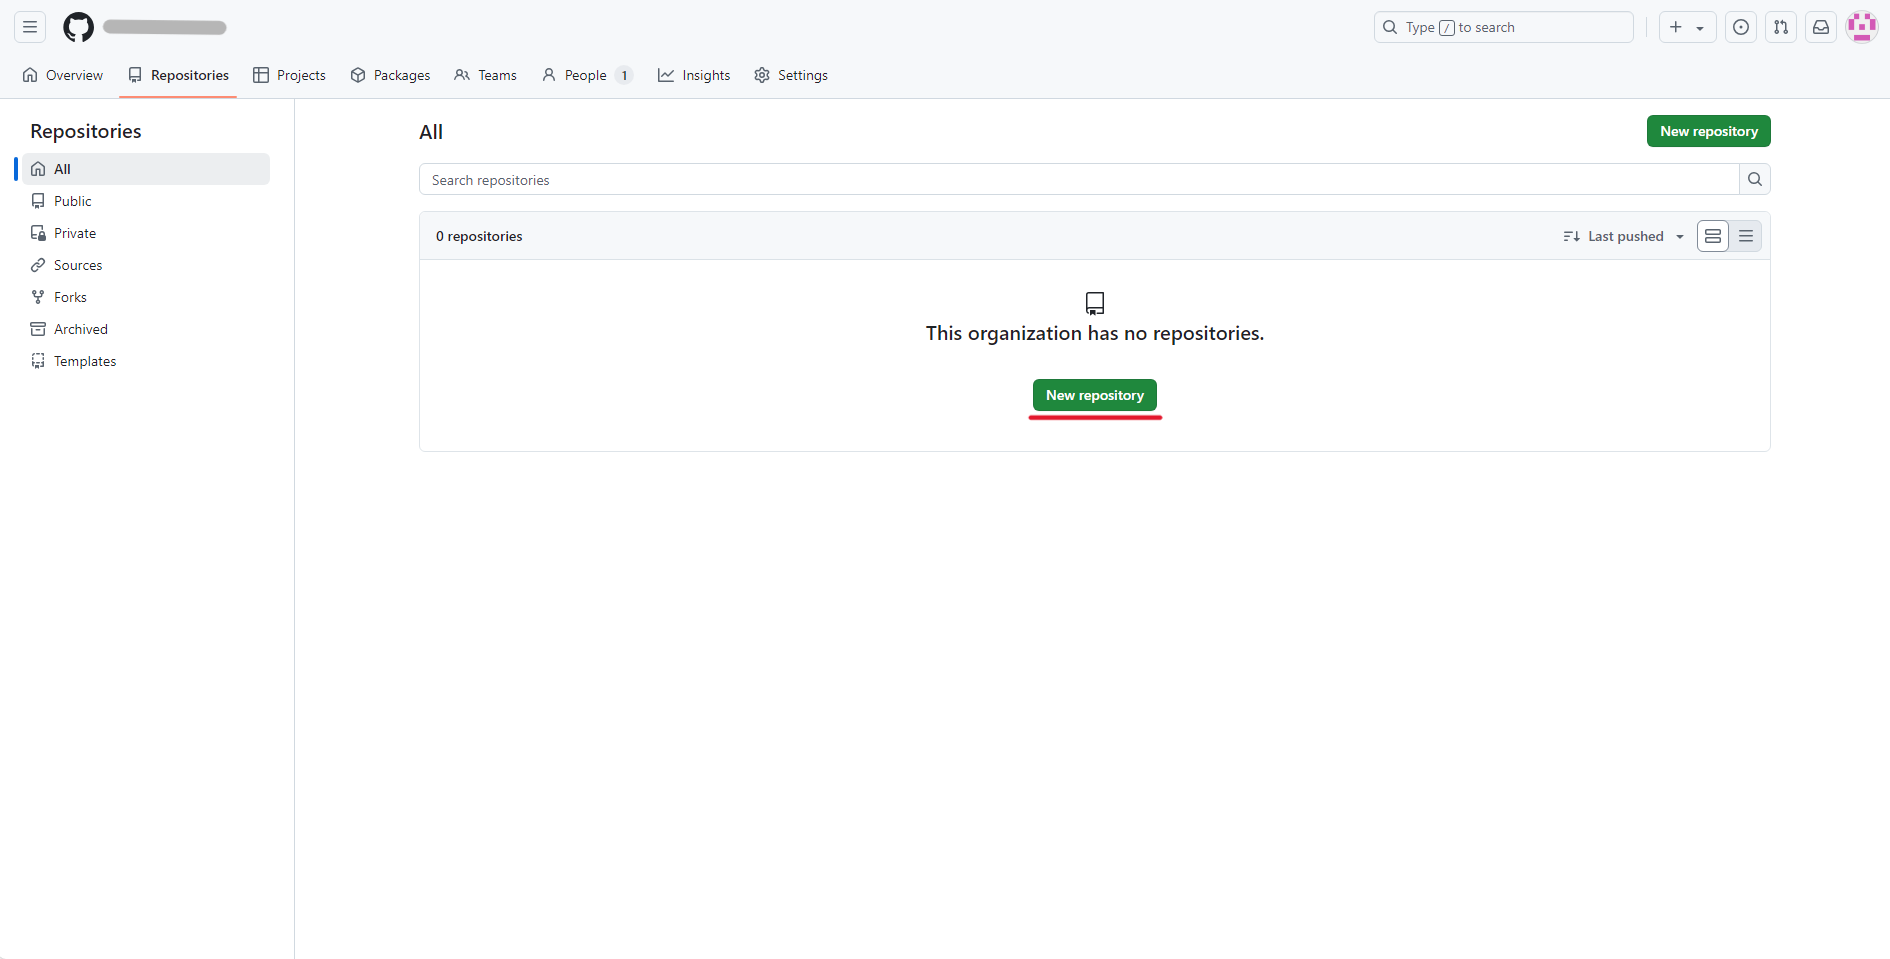 Type / to search
Overview
Repositories
Projects
Packages
Teams
People 1
Insights
Settings
Repositories
All
Public
Private
Sources
Forks
Archived
Templates
All
New repository
Search repositories
0 repositories
Last pushed
This organization has no repositories.
New repository